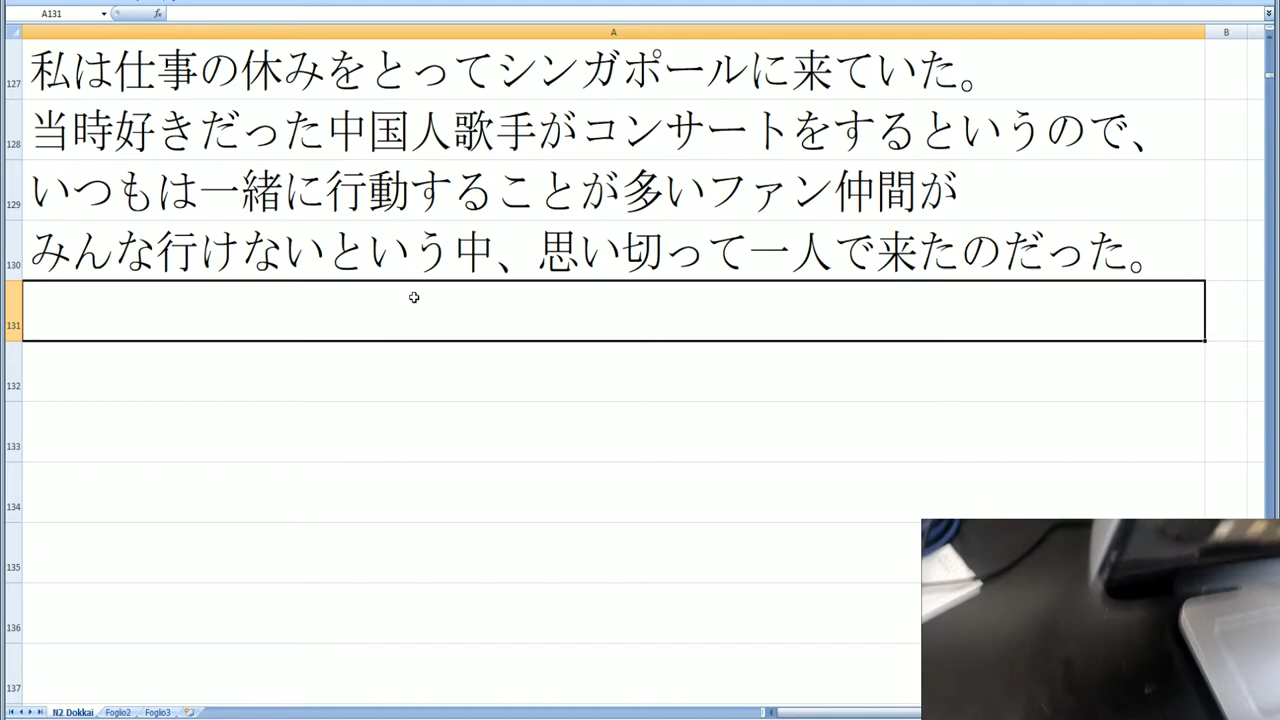 A131
fx
A
B
127
私は仕事の休みをとってシンガポールに来ていた。
128
当時好きだった中国人歌手がコンサートをするというので、
129
いつもは一緒に行動することが多いファン仲間が
130
みんな行けないという中、思い切って一人で来たのだった。
131
132
133
134
135
136
137
N2 Dokkai
Foglio2
Foglio3